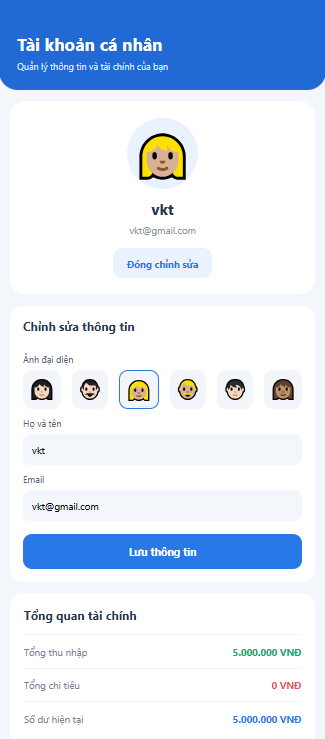 Tài khoản cá nhân
Quản lý thông tin và tài chính của bạn
vkt
vkt@gmail.com
Đóng chỉnh sửa
Chỉnh sửa thông tin
Ảnh đại diện
Họ và tên
vkt
Email
vkt@gmail.com
Lưu thông tin
Tổng quan tài chính
Tổng thu nhập 5.000.000 VNĐ
Tổng chi tiêu 0 VNĐ
Số dư hiện tại 5.000.000 VNĐ